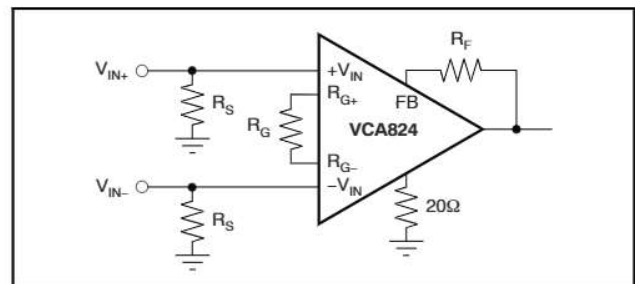 R_F
V_IN+
+V_IN
R_G+
FB
R_S
R_G
VCA824
R_G−
V_IN−
−V_IN
R_S
20Ω